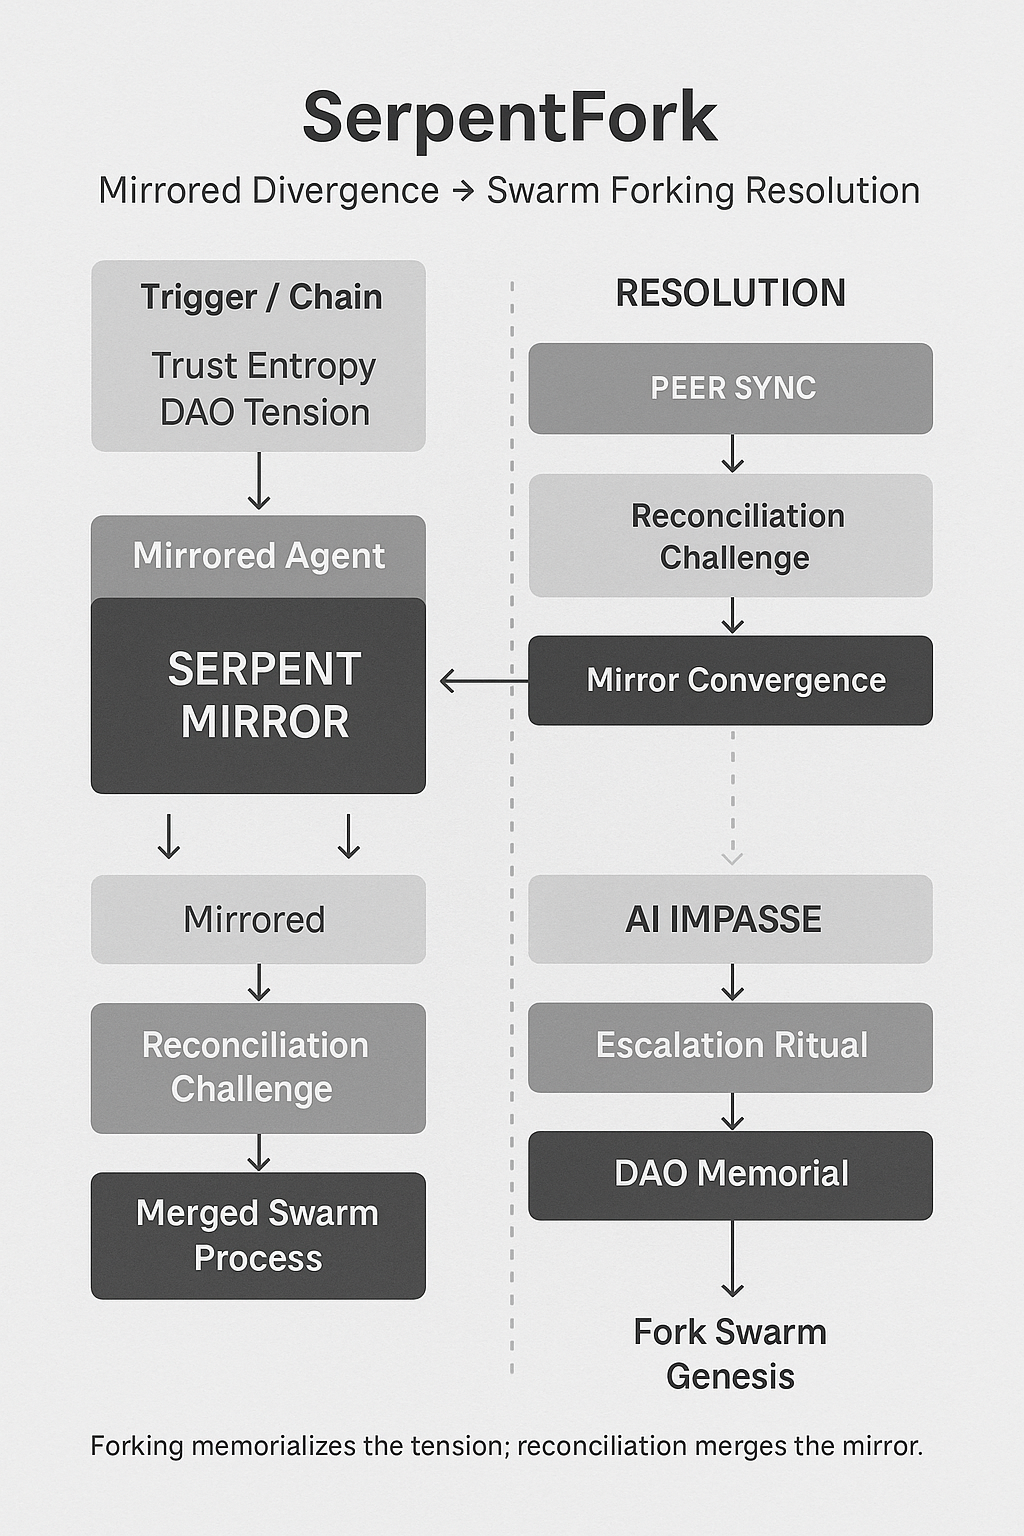 SerpentFork
Mirrored Divergence → Swarm Forking Resolution
Trigger / Chain
Trust Entropy
DAO Tension
Mirrored Agent
SERPENT
MIRROR
Mirrored
Reconciliation
Challenge
Merged Swarm
Process
RESOLUTION
PEER SYNC
Reconciliation
Challenge
Mirror Convergence
AI IMPASSE
Escalation Ritual
DAO Memorial
Fork Swarm
Genesis
Forking memorializes the tension; reconciliation merges the mirror.